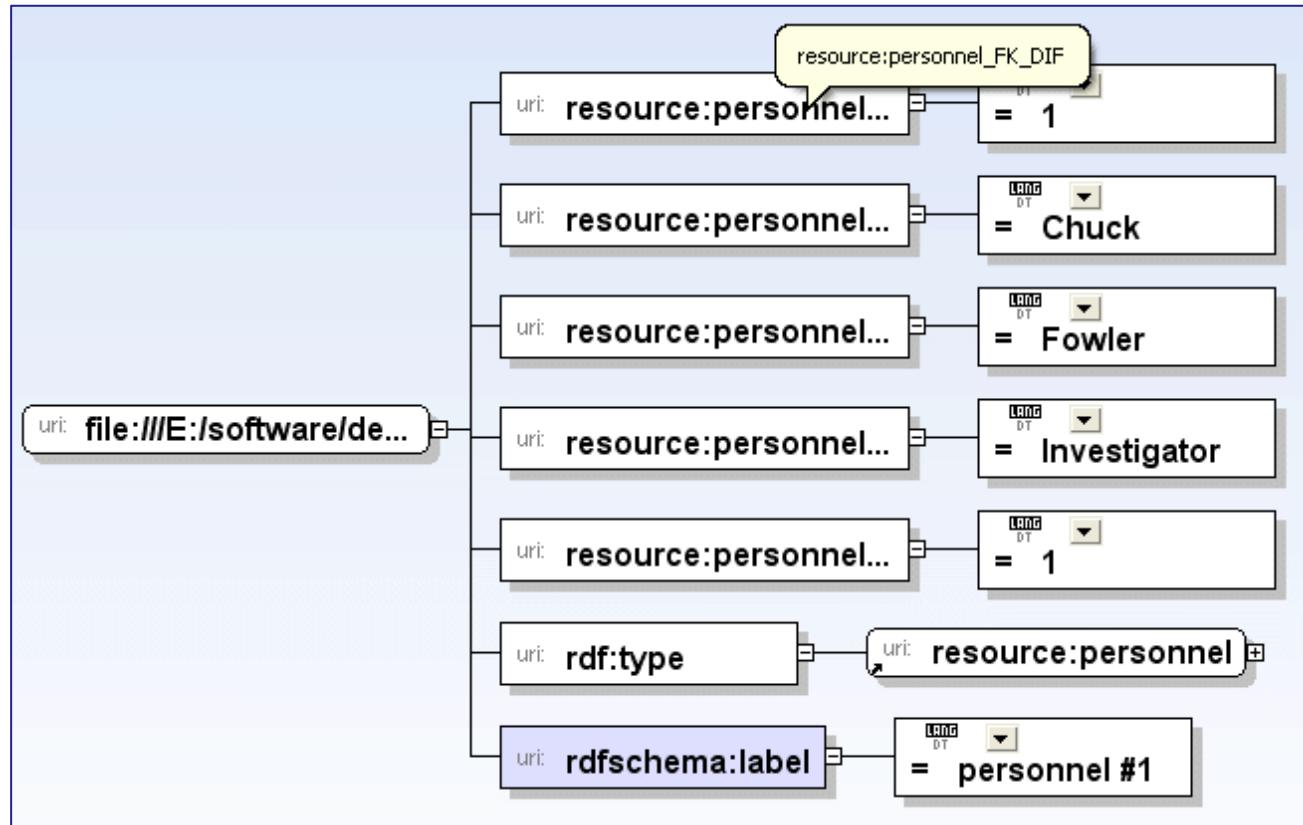 resource:personnel_FK_DIF
uri: resource:personnel... = 1
LANG DT
uri: resource:personnel... = Chuck
LANG DT
uri: resource:personnel... = Fowler
uri: file:///E:/software/de...
LANG DT
uri: resource:personnel... = Investigator
LANG DT
uri: resource:personnel... = 1
uri: rdf:type uri: resource:personnel
LANG DT
uri: rdfschema:label = personnel #1